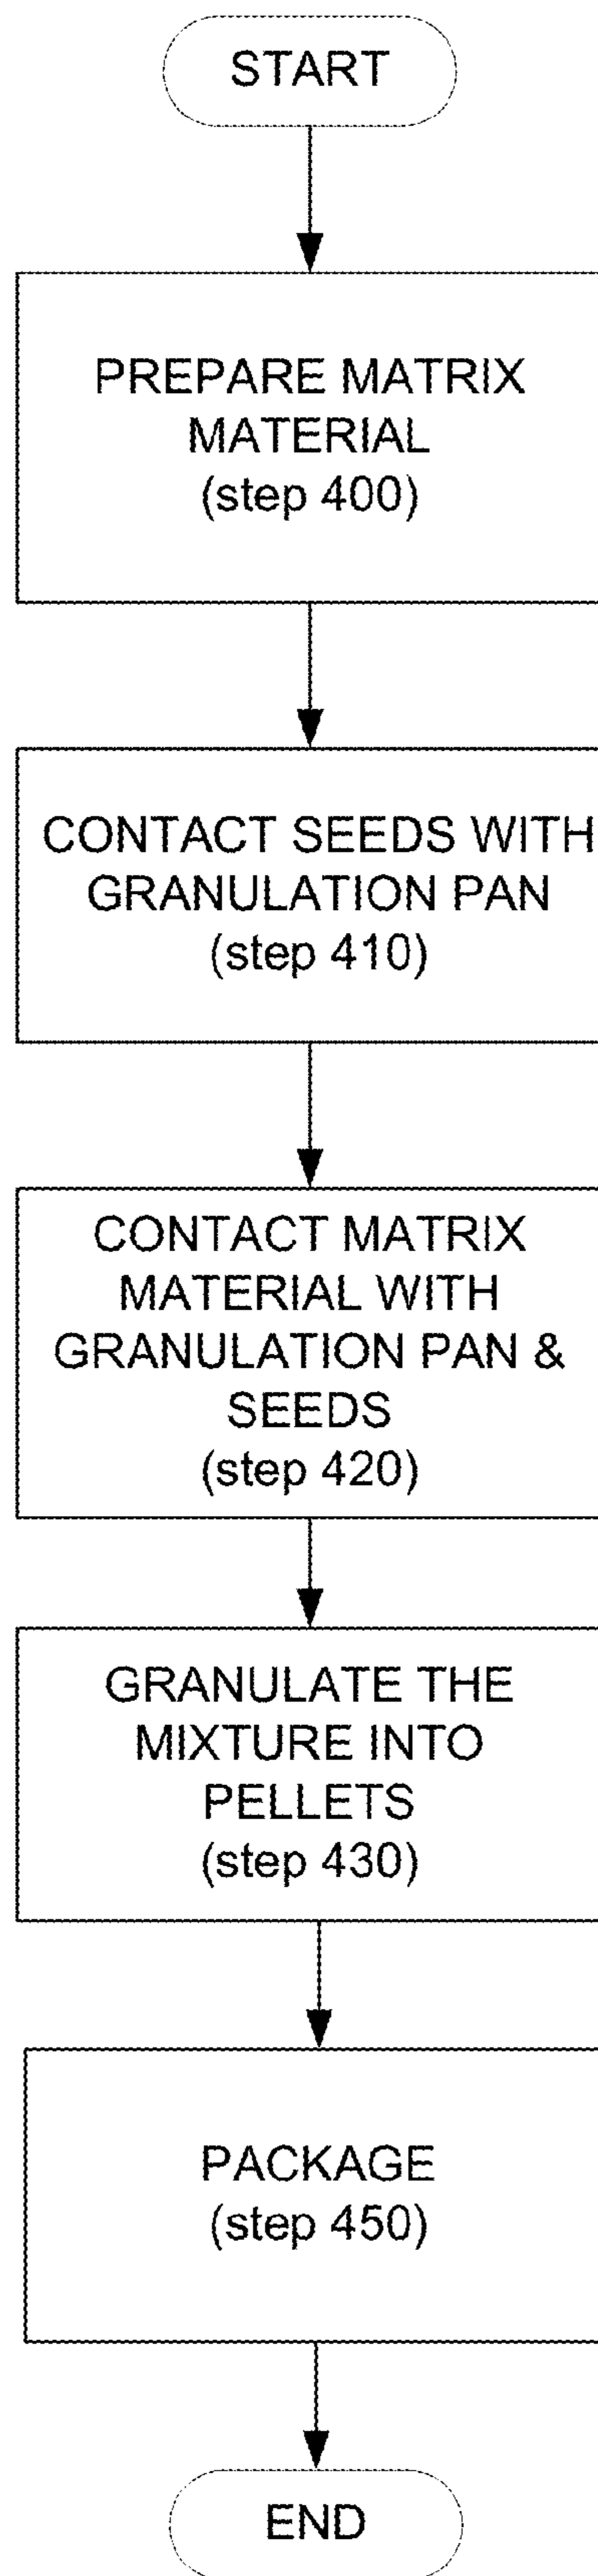 START
PREPARE MATRIX
MATERIAL
(step 400)
CONTACT SEEDS WITH
GRANULATION PAN
(step 410)
CONTACT MATRIX
MATERIAL WITH
GRANULATION PAN &
SEEDS
(step 420)
GRANULATE THE
MIXTURE INTO
PELLETS
(step 430)
PACKAGE
(step 450)
END